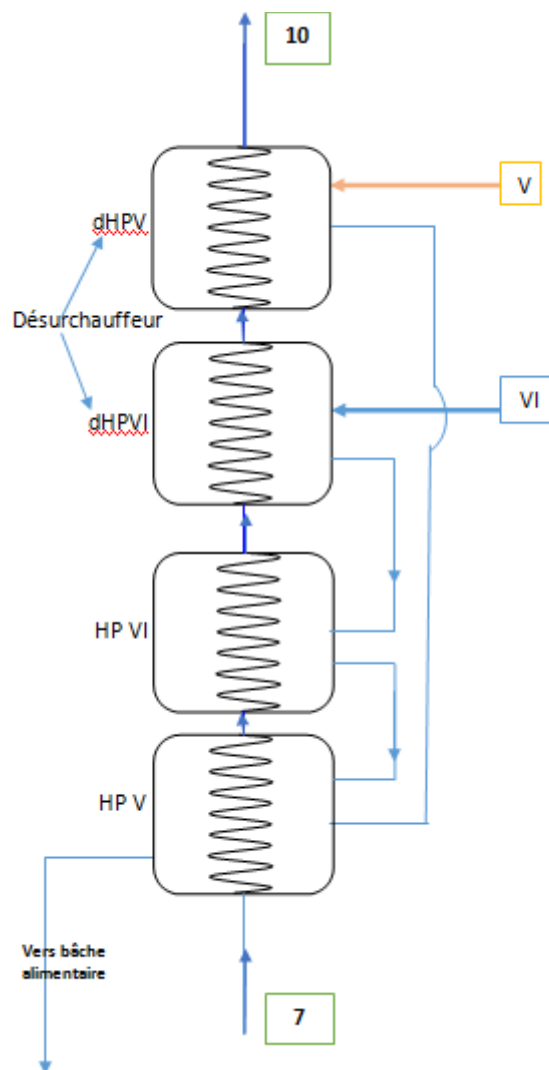 10
V
dHPV
Désurchauffeur
VI
dHPVI
HP VI
HP V
Vers bâche
alimentaire
7